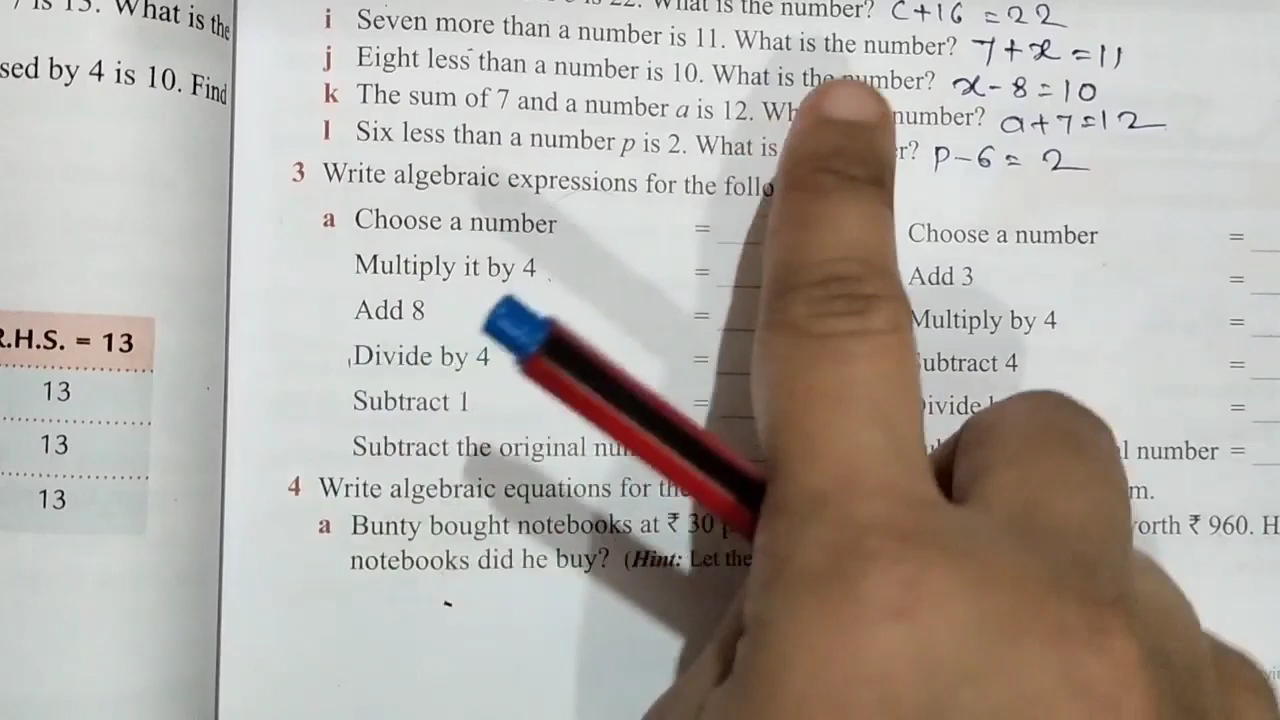 is 13. What is the
sed by 4 is 10. Find
R.H.S. = 13
13
13
13
is 22. What is the number? c+16 = 22
i Seven more than a number is 11. What is the number? 7+x = 11
j Eight less than a number is 10. What is the number? x-8=10
k The sum of 7 and a number a is 12. number? a+7=12
l Six less than a number p is 2. What is p-6= 2
3 Write algebraic expressions for the
a Choose a number =
Multiply it by 4 =
Add 8 =
Divide by 4 =
Subtract 1 =
Subtract the original
Choose a number =
Add 3 =
Multiply by 4 =
Subtract 4 =
Divide =
number =
4 Write algebraic equations for
a Bunty bought notebooks at ₹ 30 worth ₹ 960.
notebooks did he buy? (Hint: Let the